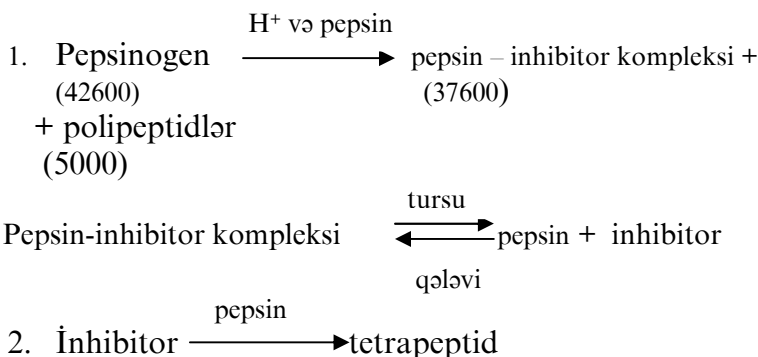 H⁺ və pepsin
1. Pepsinogen → pepsin – inhibitor kompleksi +
(42600) (37600)
+ polipeptidlər
(5000)
tursu
Pepsin-inhibitor kompleksi ⇄ pepsin + inhibitor
qələvi
pepsin
2. İnhibitor → tetrapeptid